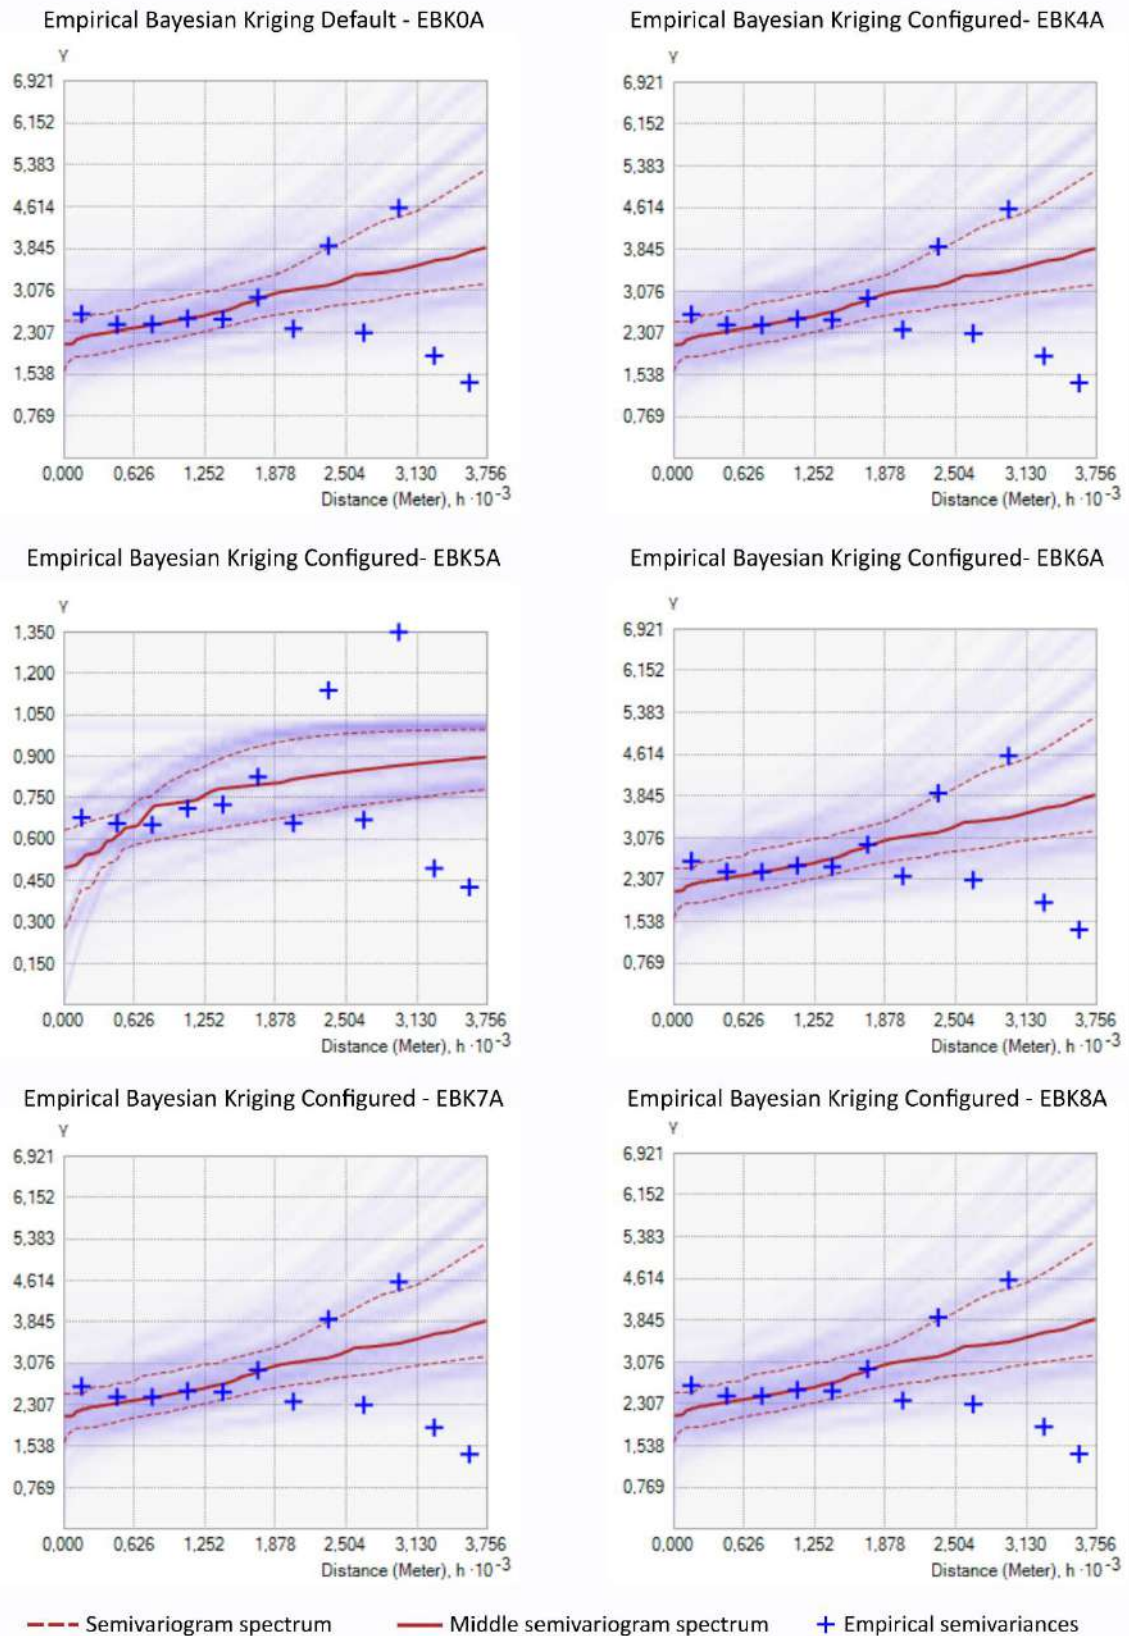 Empirical Bayesian Kriging Default - EBK0A
Y
6,921
6,152
5,383
4,614
3,845
3,076
2,307
1,538
0,769
0,000 0,626 1,252 1,878 2,504 3,130 3,756
Distance (Meter), h ·10⁻³
Empirical Bayesian Kriging Configured- EBK4A
Y
6,921
6,152
5,383
4,614
3,845
3,076
2,307
1,538
0,769
0,000 0,626 1,252 1,878 2,504 3,130 3,756
Distance (Meter), h ·10⁻³
Empirical Bayesian Kriging Configured- EBK5A
Y
1,350
1,200
1,050
0,900
0,750
0,600
0,450
0,300
0,150
0,000 0,626 1,252 1,878 2,504 3,130 3,756
Distance (Meter), h ·10⁻³
Empirical Bayesian Kriging Configured- EBK6A
Y
6,921
6,152
5,383
4,614
3,845
3,076
2,307
1,538
0,769
0,000 0,626 1,252 1,878 2,504 3,130 3,756
Distance (Meter), h ·10⁻³
Empirical Bayesian Kriging Configured - EBK7A
Y
6,921
6,152
5,383
4,614
3,845
3,076
2,307
1,538
0,769
0,000 0,626 1,252 1,878 2,504 3,130 3,756
Distance (Meter), h ·10⁻³
Empirical Bayesian Kriging Configured - EBK8A
Y
6,921
6,152
5,383
4,614
3,845
3,076
2,307
1,538
0,769
0,000 0,626 1,252 1,878 2,504 3,130 3,756
Distance (Meter), h ·10⁻³
Semivariogram spectrum Middle semivariogram spectrum + Empirical semivariances